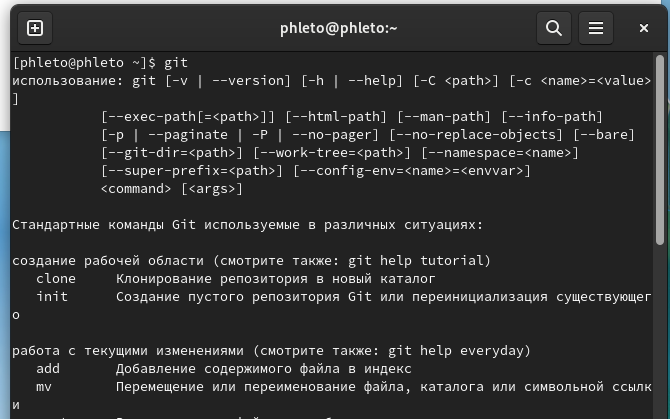 phleto@phleto:~
[phleto@phleto ~]$ git
использование: git [-v | --version] [-h | --help] [-C <path>] [-c <name>=<value>
]
           [--exec-path[=<path>]] [--html-path] [--man-path] [--info-path]
           [-p | --paginate | -P | --no-pager] [--no-replace-objects] [--bare]
           [--git-dir=<path>] [--work-tree=<path>] [--namespace=<name>]
           [--super-prefix=<path>] [--config-env=<name>=<envvar>]
           <command> [<args>]
Стандартные команды Git используемые в различных ситуациях:
создание рабочей области (смотрите также: git help tutorial)
   clone     Клонирование репозитория в новый каталог
   init      Создание пустого репозитория Git или переинициализация существующег
о
работа с текущими изменениями (смотрите также: git help everyday)
   add       Добавление содержимого файла в индекс
   mv        Перемещение или переименование файла, каталога или символьной ссылк
и